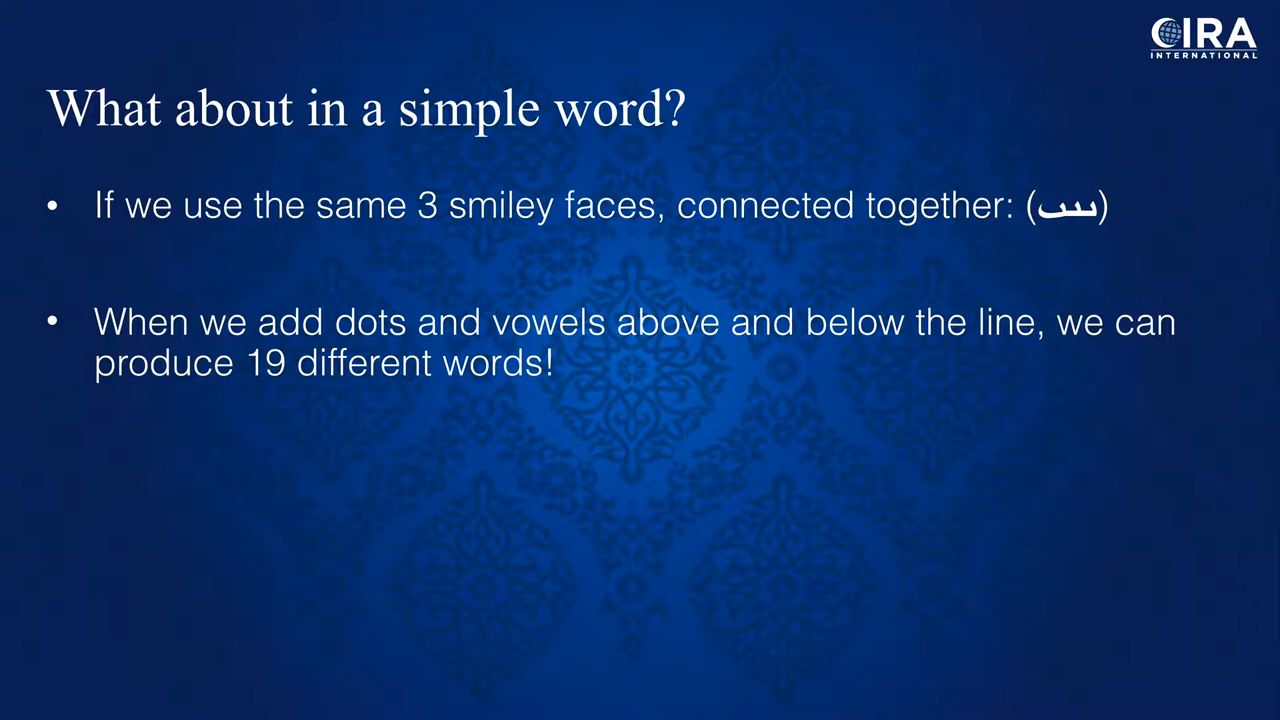 CIRA
INTERNATIONAL
What about in a simple word?
• If we use the same 3 smiley faces, connected together: (ٮٮٮ)
• When we add dots and vowels above and below the line, we can
produce 19 different words!